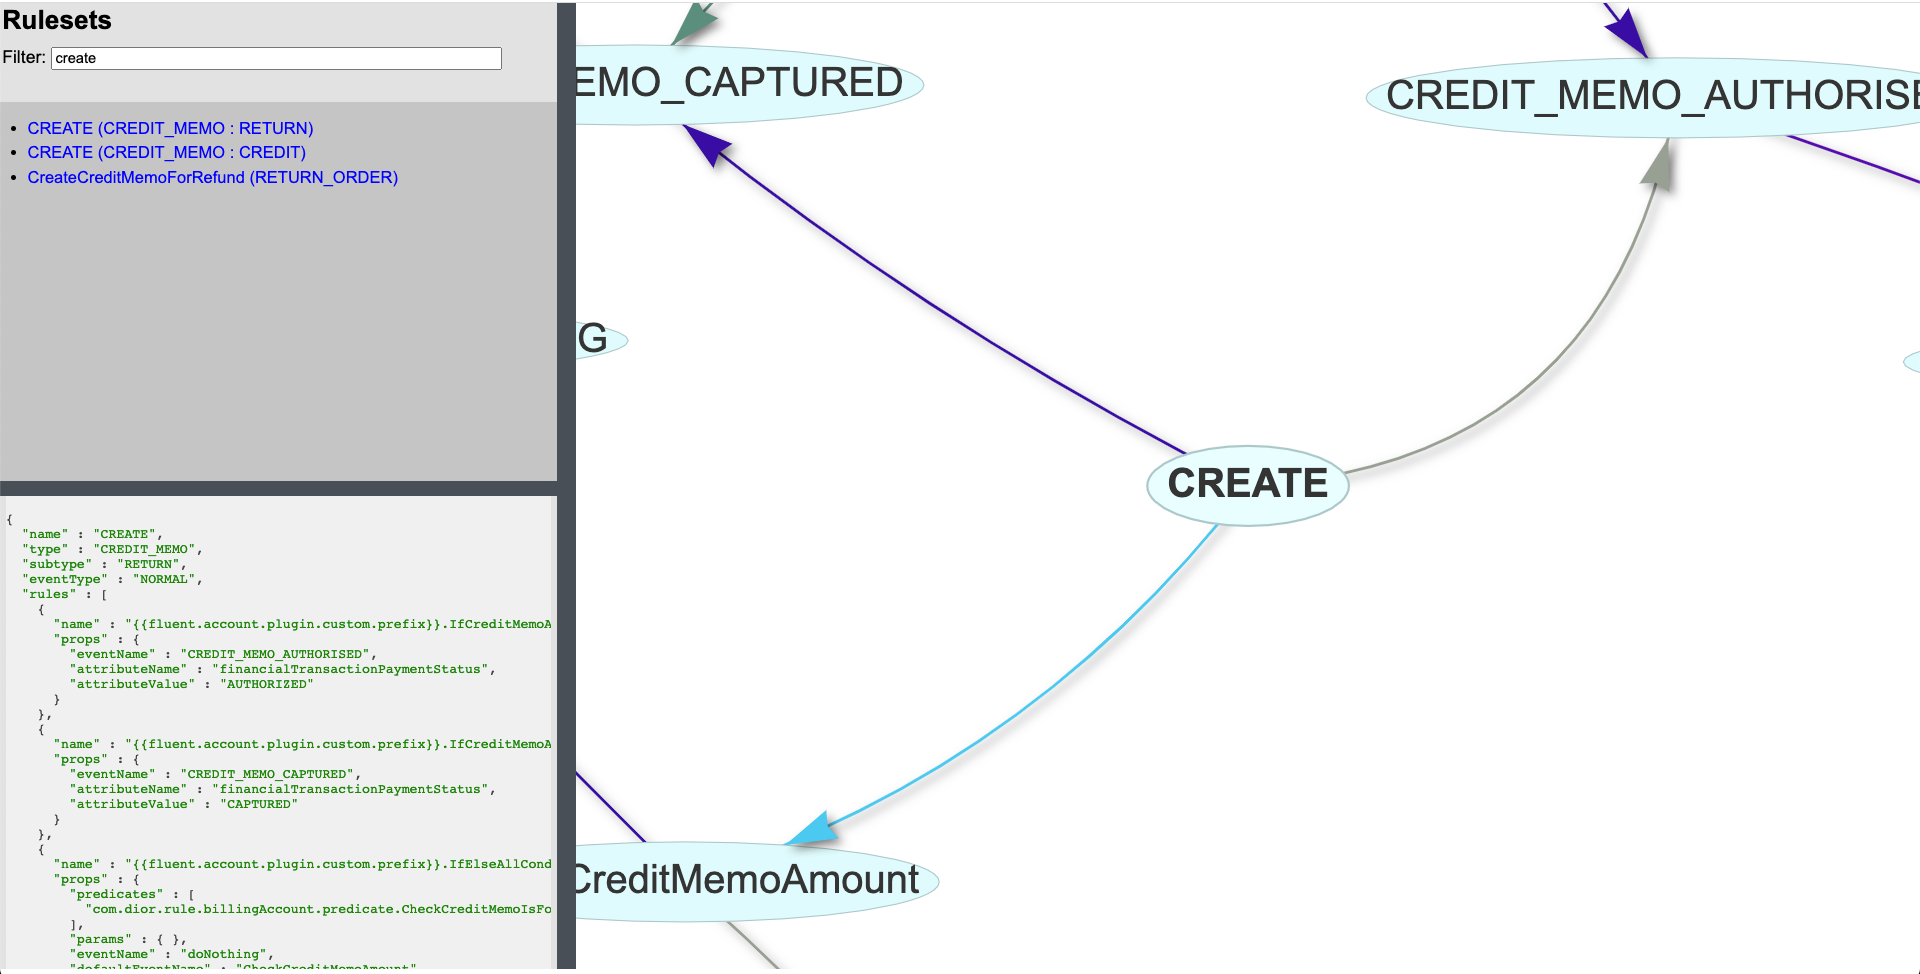 Rulesets
Filter: create
• CREATE (CREDIT_MEMO : RETURN)
• CREATE (CREDIT_MEMO : CREDIT)
• CreateCreditMemoForRefund (RETURN_ORDER)
{
"name" : "CREATE",
"type" : "CREDIT_MEMO",
"subtype" : "RETURN",
"eventType" : "NORMAL",
"rules" : [
{
"name" : "{{fluent.account.plugin.custom.prefix}}.IfCreditMemoA
"props" : {
"eventName" : "CREDIT_MEMO_AUTHORISED",
"attributeName" : "financialTransactionPaymentStatus",
"attributeValue" : "AUTHORIZED"
}
},
{
"name" : "{{fluent.account.plugin.custom.prefix}}.IfCreditMemoA
"props" : {
"eventName" : "CREDIT_MEMO_CAPTURED",
"attributeName" : "financialTransactionPaymentStatus",
"attributeValue" : "CAPTURED"
}
},
{
"name" : "{{fluent.account.plugin.custom.prefix}}.IfElseAllCond
"props" : {
"predicates" : [
"com.dior.rule.billingAccount.predicate.CheckCreditMemoIsFo
],
"params" : { },
"eventName" : "doNothing",
"defaultEventName" : "CheckCreditMemoAmount"
EMO_CAPTURED
CREDIT_MEMO_AUTHORISE
G
CREATE
CreditMemoAmount